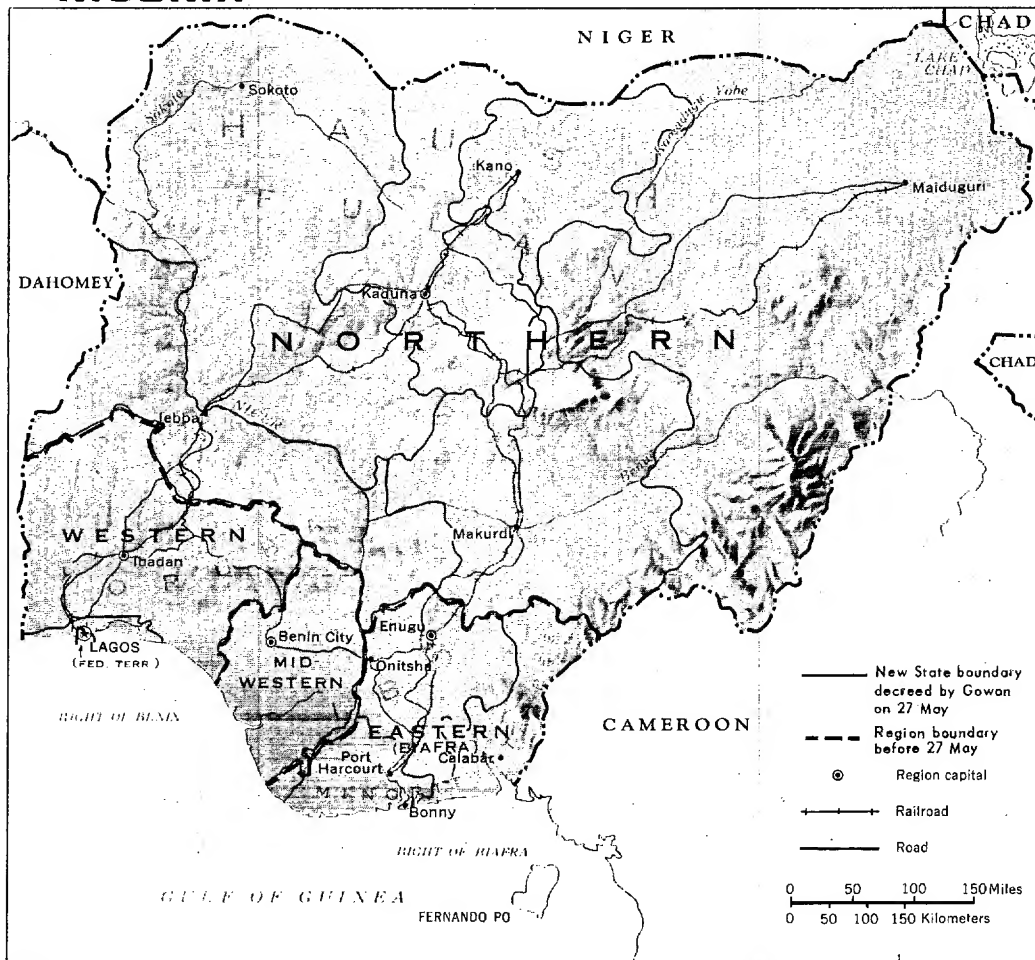 NIGER
CHAD
LAKE CHAD
Sokoto
Sokoto
Yobe
H A U
Kano
Maiduguri
DAHOMEY
Kaduna
NORTHERN
CHAD
Jebba
Niger
Benue
WESTERN
Makurdi
Ibadan
LAGOS
(FED. TERR.)
Benin City
Enugu
Onitsha
MID-
WESTERN
BIGHT OF BENIN
EASTERN
(BIAFRA)
Port
Harcourt
Calabar
CAMEROON
Bonny
BIGHT OF BIAFRA
GULF OF GUINEA
FERNANDO PO
New State boundary
decreed by Gowon
on 27 May
Region boundary
before 27 May
Region capital
Railroad
Road
0 50 100 150 Miles
0 50 100 150 Kilometers